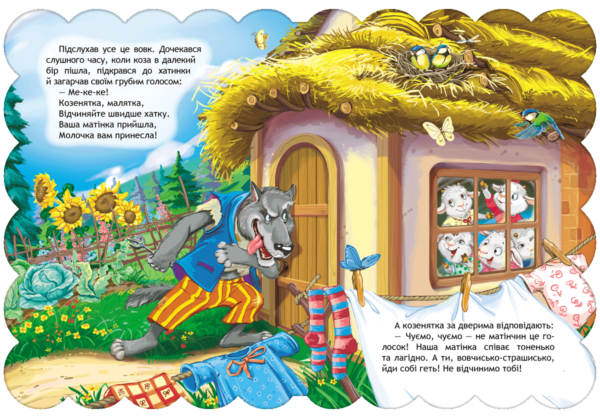 Підслухав усе це вовк. Дочекався
слушного часу, коли коза в далекий
бір пішла, підкрався до хатинки
й загарчав своїм грубим голосом:
— Ме-ке-ке!
Козенятка, малятка,
Відчиняйте швидше хатку.
Ваша матінка прийшла,
Молочка вам принесла!
А козенятка за дверима відповідають:
— Чуємо, чуємо — не матінчин це го-
лосок! Наша матінка співає тоненько
та лагідно. А ти, вовчисько-страшисько,
йди собі геть! Не відчинимо тобі!